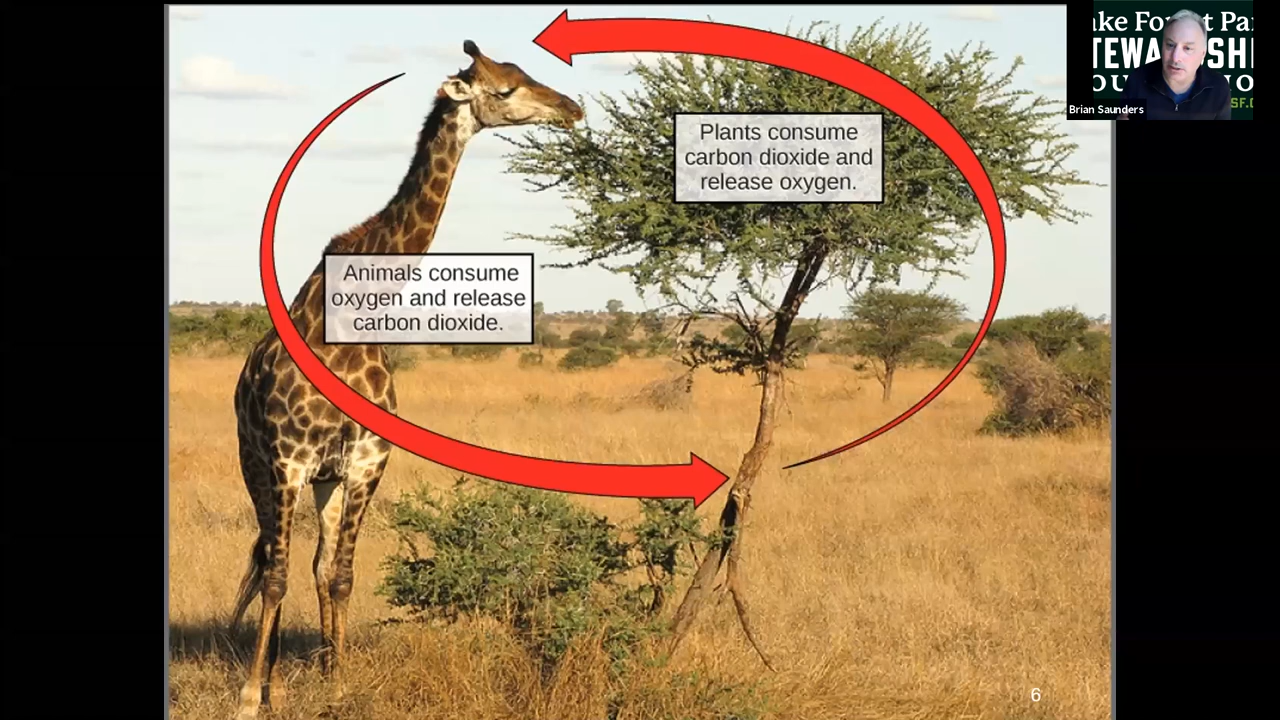 Plants consume
carbon dioxide and
release oxygen.
Animals consume
oxygen and release
carbon dioxide.
6
Brian Saunders